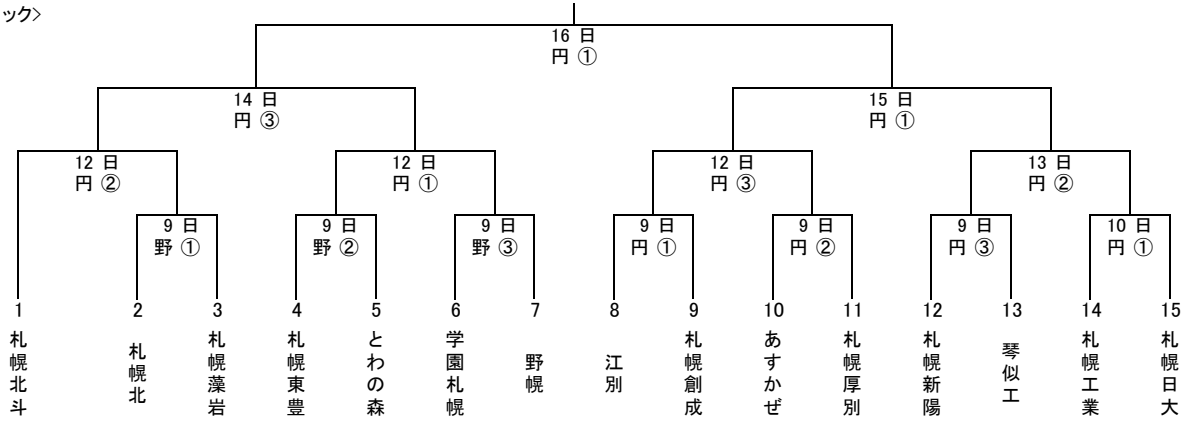 ック>
16 日
円 ①
14 日
円 ③
15 日
円 ①
12 日
円 ②
12 日
円 ①
12 日
円 ③
13 日
円 ②
9 日
野 ①
9 日
野 ②
9 日
野 ③
9 日
円 ①
9 日
円 ②
9 日
円 ③
10 日
円 ①
1
2
3
4
5
6
7
8
9
10
11
12
13
14
15
札幌北斗
札幌北
札幌藻岩
札幌東豊
とわの森
学園札幌
野幌
江別
札幌創成
あすかぜ
札幌厚別
札幌新陽
琴似工
札幌工業
札幌日大